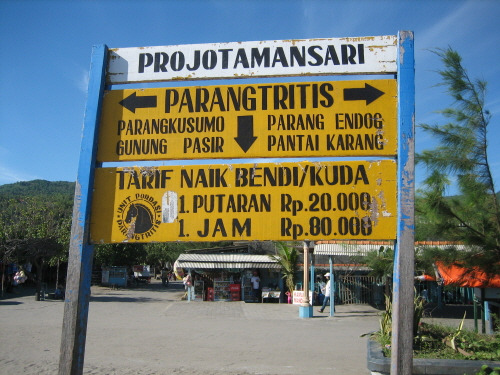 PROJOTAMANSARI
PARANGTRITIS
PARANGKUSUMO PARANG ENDOG
GUNUNG PASIR PANTAI KARANG
TARIF NAIK BENDI/KUDA
1. PUTARAN Rp. 20.000
1. JAM Rp. 80.000